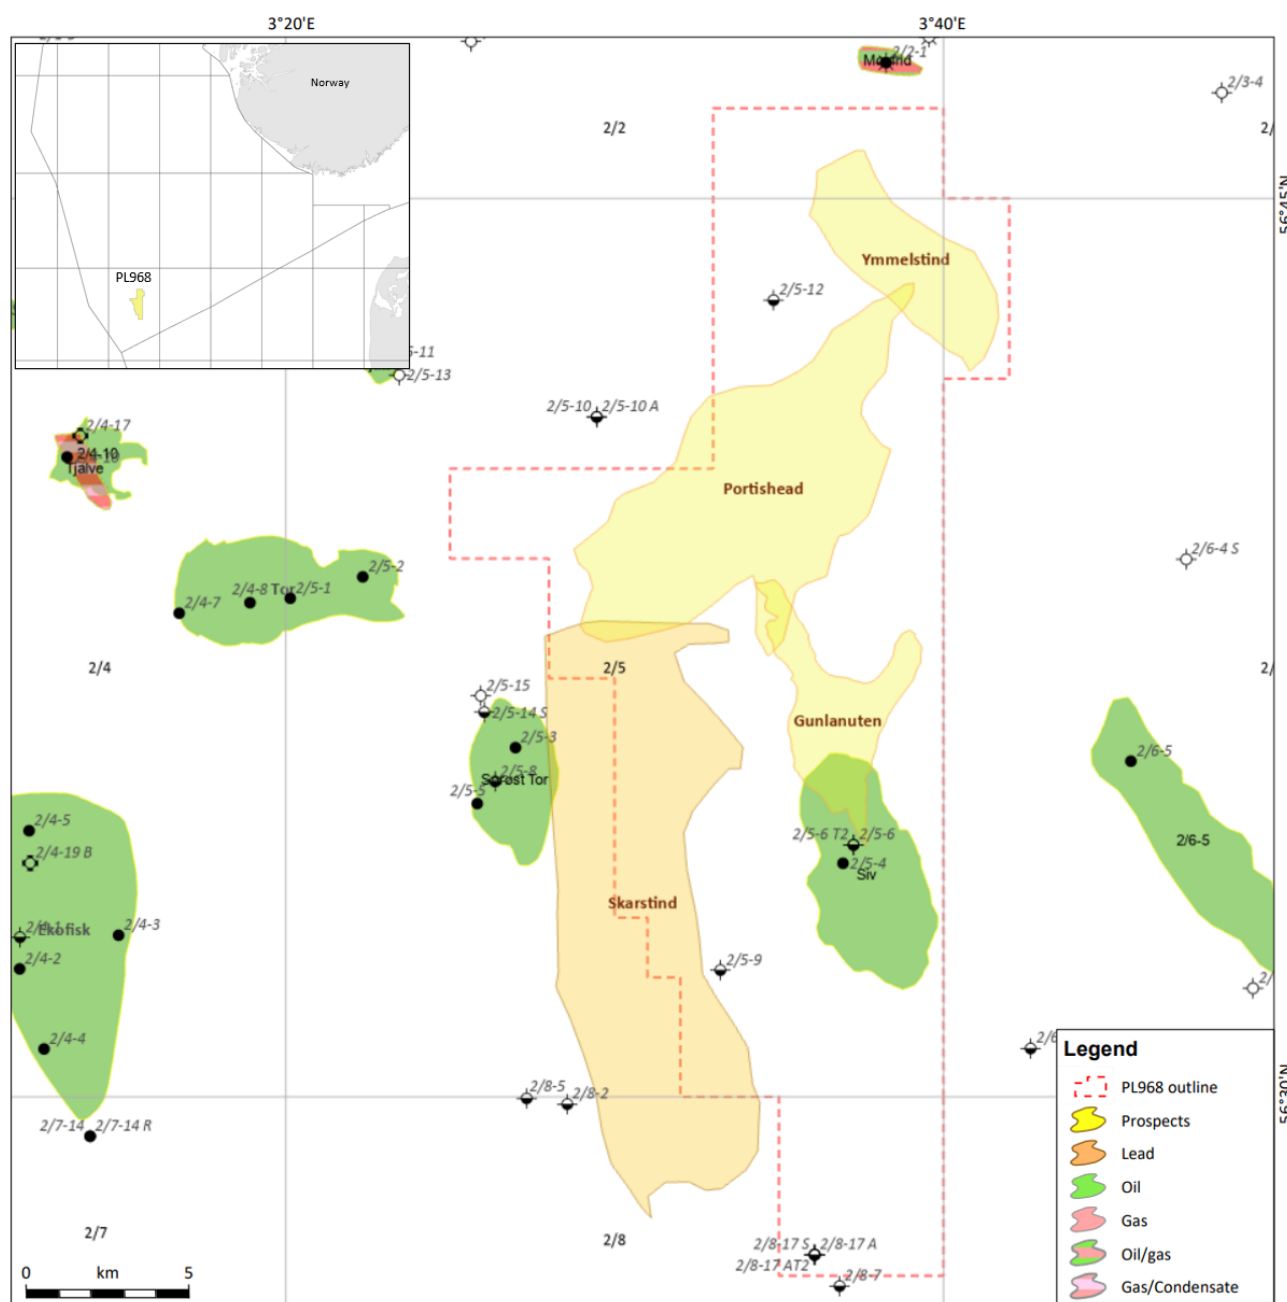 3°20'E
3°40'E
Norway
PL968
2/2-1
2/3-4
2/2
2/
56°45'N
Ymmelstind
2/5-12
2/5-13
2/5-10
2/5-10 A
2/4-17
2/4-10
Tjalve
Portishead
2/6-4 S
2/5-2
2/4-8
Tor
2/5-1
2/4-7
2/4
2/5
2/
2/5-15
2/5-14 S
2/5-3
2/5-8
Sørøst Tor
2/5-5
Gunlanuten
2/6-5
2/4-5
2/4-19 B
2/5-6 T2
2/5-6
2/6-5
2/5-4
Siv
Skarstind
2/4-1
Ekofisk
2/4-3
2/4-2
2/5-9
2/4-4
2/8-5
2/8-2
56°30'N
2/7-14
2/7-14 R
2/7
2/8
2/8-17 S
2/8-17 A
2/8-17 AT2
2/8-7
0 km 5
Legend
PL968 outline
Prospects
Lead
Oil
Gas
Oil/gas
Gas/Condensate